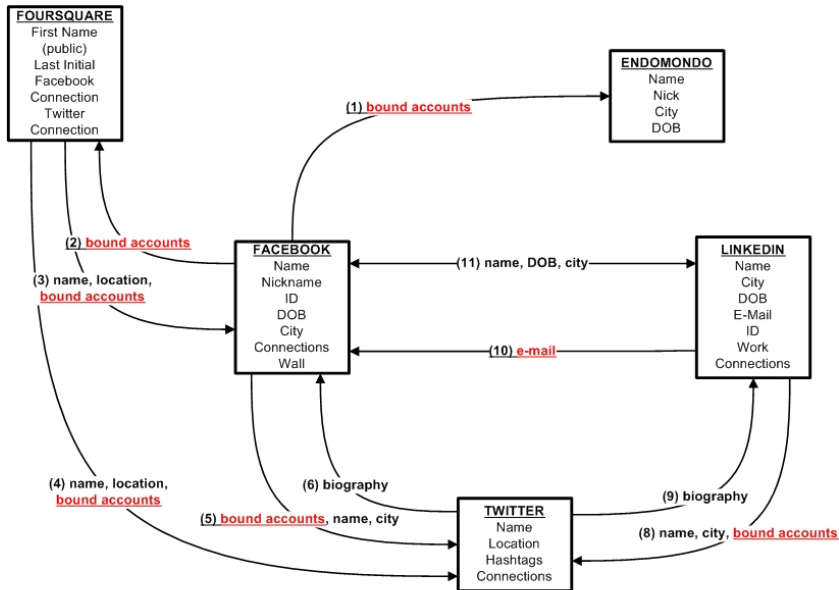 FOURSQUARE
First Name
(public)
Last Initial
Facebook
Connection
Twitter
Connection
ENDOMONDO
Name
Nick
City
DOB
(1) bound accounts
(2) bound accounts
(3) name, location,
bound accounts
FACEBOOK
Name
Nickname
ID
DOB
City
Connections
Wall
(11) name, DOB, city
(10) e-mail
LINKEDIN
Name
City
DOB
E-Mail
ID
Work
Connections
(4) name, location,
bound accounts
(6) biography
(5) bound accounts, name, city
TWITTER
Name
Location
Hashtags
Connections
(9) biography
(8) name, city, bound accounts